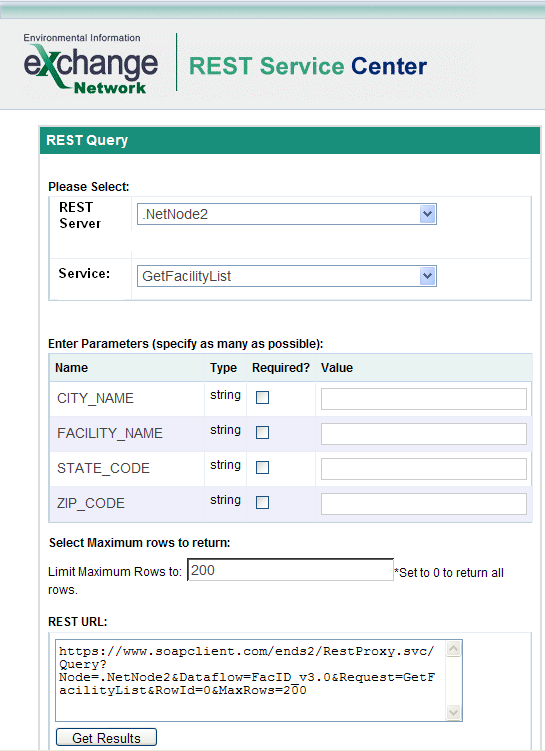 Environmental Information
eXchange
Network
REST Service Center
REST Query
Please Select:
REST
Server
.NetNode2
Service:
GetFacilityList
Enter Parameters (specify as many as possible):
Name Type Required? Value
CITY_NAME string
FACILITY_NAME string
STATE_CODE string
ZIP_CODE string
Select Maximum rows to return:
Limit Maximum Rows to: 200 *Set to 0 to return all
rows.
REST URL:
https://www.soapclient.com/ends2/RestProxy.svc/
Query?
Node=.NetNode2&Dataflow=FacID_v3.0&Request=GetF
acilityList&RowId=0&MaxRows=200
Get Results